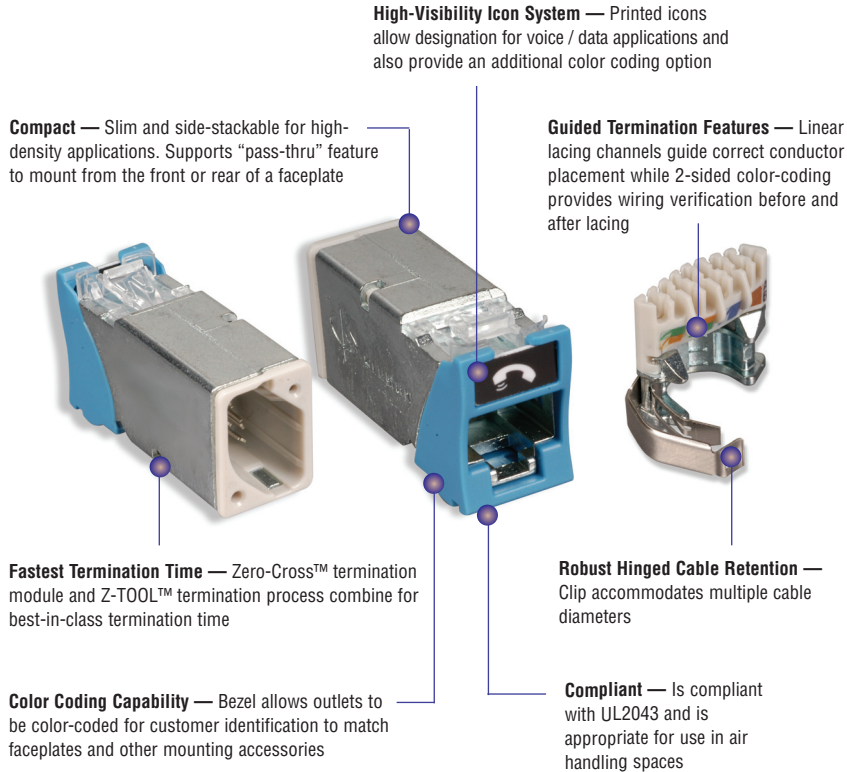 High-Visibility Icon System — Printed icons
allow designation for voice / data applications and
also provide an additional color coding option
Compact — Slim and side-stackable for high-
density applications. Supports “pass-thru” feature
to mount from the front or rear of a faceplate
Guided Termination Features — Linear
lacing channels guide correct conductor
placement while 2-sided color-coding
provides wiring verification before and
after lacing
Fastest Termination Time — Zero-Cross™ termination
module and Z-TOOL™ termination process combine for
best-in-class termination time
Robust Hinged Cable Retention —
Clip accommodates multiple cable
diameters
Color Coding Capability — Bezel allows outlets to
be color-coded for customer identification to match
faceplates and other mounting accessories
Compliant — Is compliant
with UL2043 and is
appropriate for use in air
handling spaces